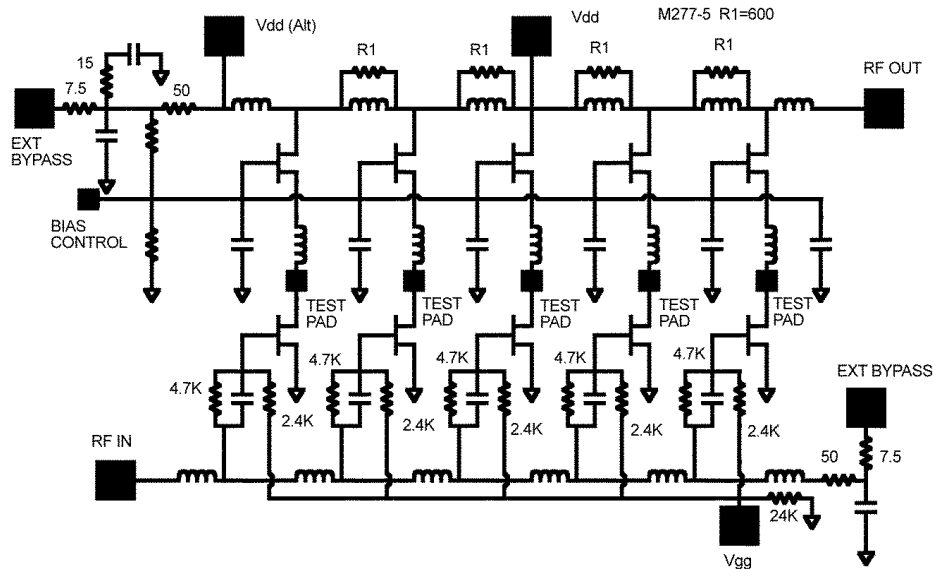 Vdd (Alt)
Vdd
M277-5 R1=600
R1
R1
R1
R1
15
7.5
50
RF OUT
EXT
BYPASS
BIAS
CONTROL
TEST
PAD
TEST
PAD
TEST
PAD
TEST
PAD
TEST
PAD
4.7K
4.7K
4.7K
4.7K
4.7K
2.4K
2.4K
2.4K
2.4K
2.4K
EXT BYPASS
RF IN
50
7.5
24K
Vgg